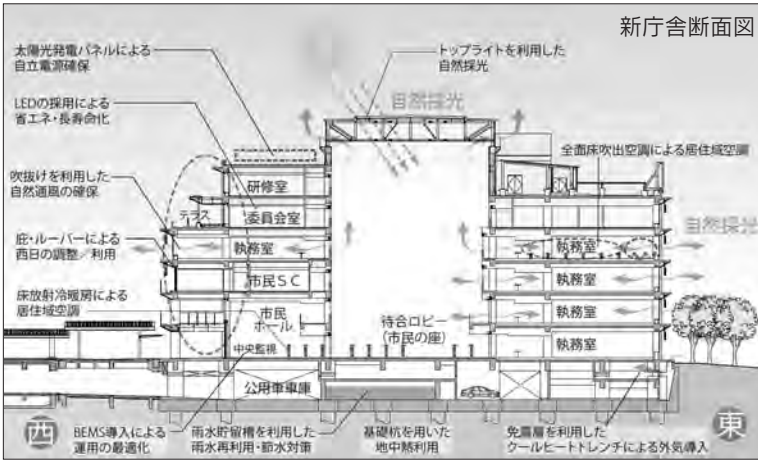 新庁舎断面図
太陽光発電パネルによる
自立電源確保
トップライトを利用した
自然採光
LEDの採用による
省エネ・長寿命化
自然採光
全面床吹出空調による居住域空調
吹抜けを利用した
自然通風の確保
研修室
テラス
委員会室
自然採光
庇・ルーバーによる
西日の調整／利用
執務室
執務室
市民SC
執務室
床放射冷暖房による
居住域空調
市民
ホール
待合ロビー
（市民の座）
執務室
中央監視
執務室
公用車車庫
西
東
BEMS導入による
運用の最適化
雨水貯留槽を利用した
雨水再利用・節水対策
基礎杭を用いた
地中熱利用
免震層を利用した
クールヒートトレンチによる外気導入